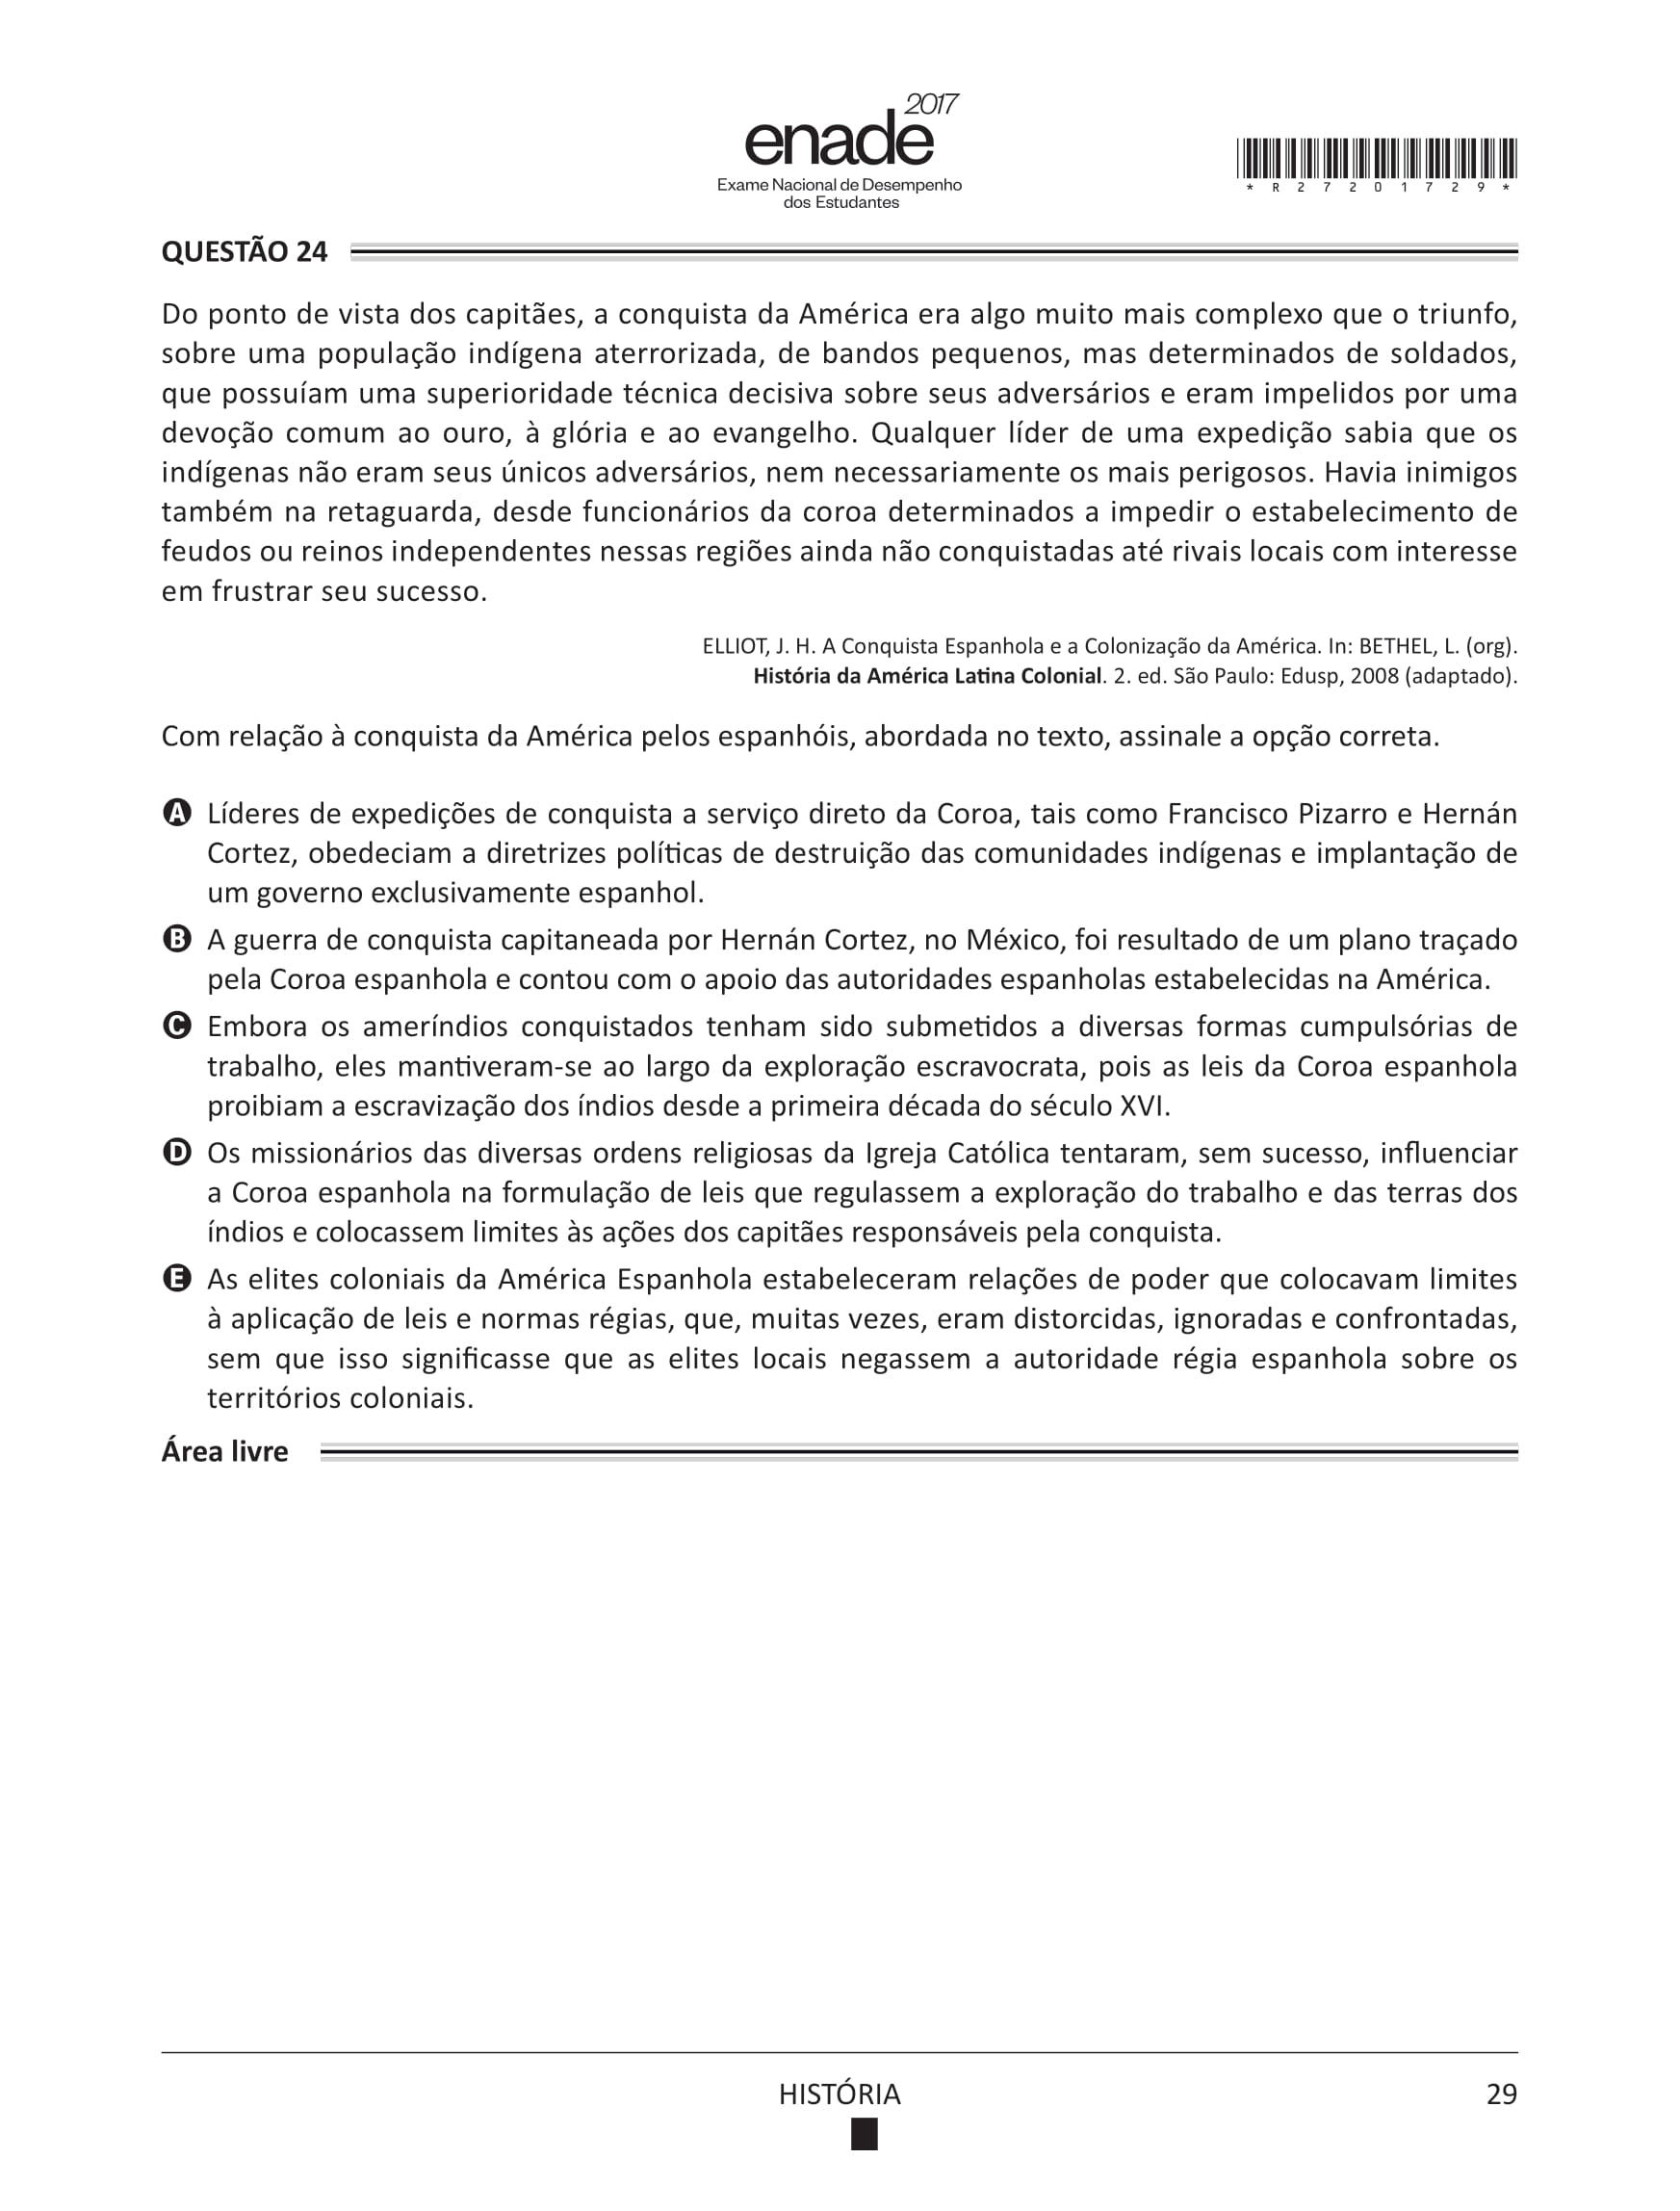 2017
enade
Exame Nacional de Desempenho
dos Estudantes
*R27201729*
QUESTÃO 24
Do ponto de vista dos capitães, a conquista da América era algo muito mais complexo que o triunfo,
sobre uma população indígena aterrorizada, de bandos pequenos, mas determinados de soldados,
que possuíam uma superioridade técnica decisiva sobre seus adversários e eram impelidos por uma
devoção comum ao ouro, à glória e ao evangelho. Qualquer líder de uma expedição sabia que os
indígenas não eram seus únicos adversários, nem necessariamente os mais perigosos. Havia inimigos
também na retaguarda, desde funcionários da coroa determinados a impedir o estabelecimento de
feudos ou reinos independentes nessas regiões ainda não conquistadas até rivais locais com interesse
em frustrar seu sucesso.
ELLIOT, J. H. A Conquista Espanhola e a Colonização da América. In: BETHEL, L. (org).
História da América Latina Colonial. 2. ed. São Paulo: Edusp, 2008 (adaptado).
Com relação à conquista da América pelos espanhóis, abordada no texto, assinale a opção correta.
A Líderes de expedições de conquista a serviço direto da Coroa, tais como Francisco Pizarro e Hernán
Cortez, obedeciam a diretrizes políticas de destruição das comunidades indígenas e implantação de
um governo exclusivamente espanhol.
B A guerra de conquista capitaneada por Hernán Cortez, no México, foi resultado de um plano traçado
pela Coroa espanhola e contou com o apoio das autoridades espanholas estabelecidas na América.
C Embora os ameríndios conquistados tenham sido submetidos a diversas formas cumpulsórias de
trabalho, eles mantiveram-se ao largo da exploração escravocrata, pois as leis da Coroa espanhola
proibiam a escravização dos índios desde a primeira década do século XVI.
D Os missionários das diversas ordens religiosas da Igreja Católica tentaram, sem sucesso, influenciar
a Coroa espanhola na formulação de leis que regulassem a exploração do trabalho e das terras dos
índios e colocassem limites às ações dos capitães responsáveis pela conquista.
E As elites coloniais da América Espanhola estabeleceram relações de poder que colocavam limites
à aplicação de leis e normas régias, que, muitas vezes, eram distorcidas, ignoradas e confrontadas,
sem que isso significasse que as elites locais negassem a autoridade régia espanhola sobre os
territórios coloniais.
Área livre
HISTÓRIA
29